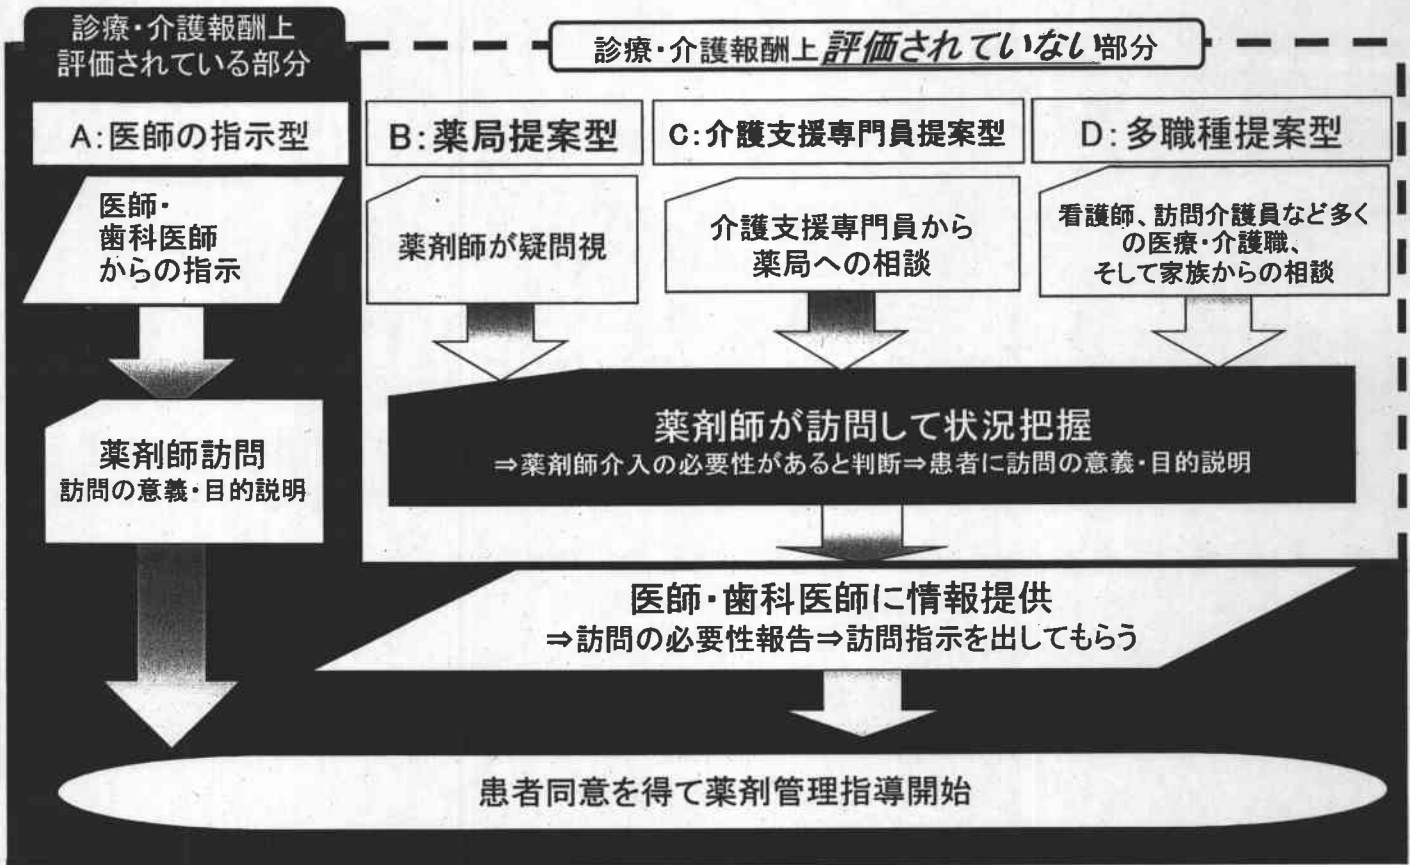 診療・介護報酬上
評価されている部分
診療・介護報酬上評価されていない部分
A:医師の指示型
B:薬局提案型
C:介護支援専門員提案型
D:多職種提案型
医師・
歯科医師
からの指示
薬剤師が疑問視
介護支援専門員から
薬局への相談
看護師、訪問介護員など多く
の医療・介護職、
そして家族からの相談
薬剤師訪問
訪問の意義・目的説明
薬剤師が訪問して状況把握
⇒薬剤師介入の必要性があると判断⇒患者に訪問の意義・目的説明
医師・歯科医師に情報提供
⇒訪問の必要性報告⇒訪問指示を出してもらう
患者同意を得て薬剤管理指導開始